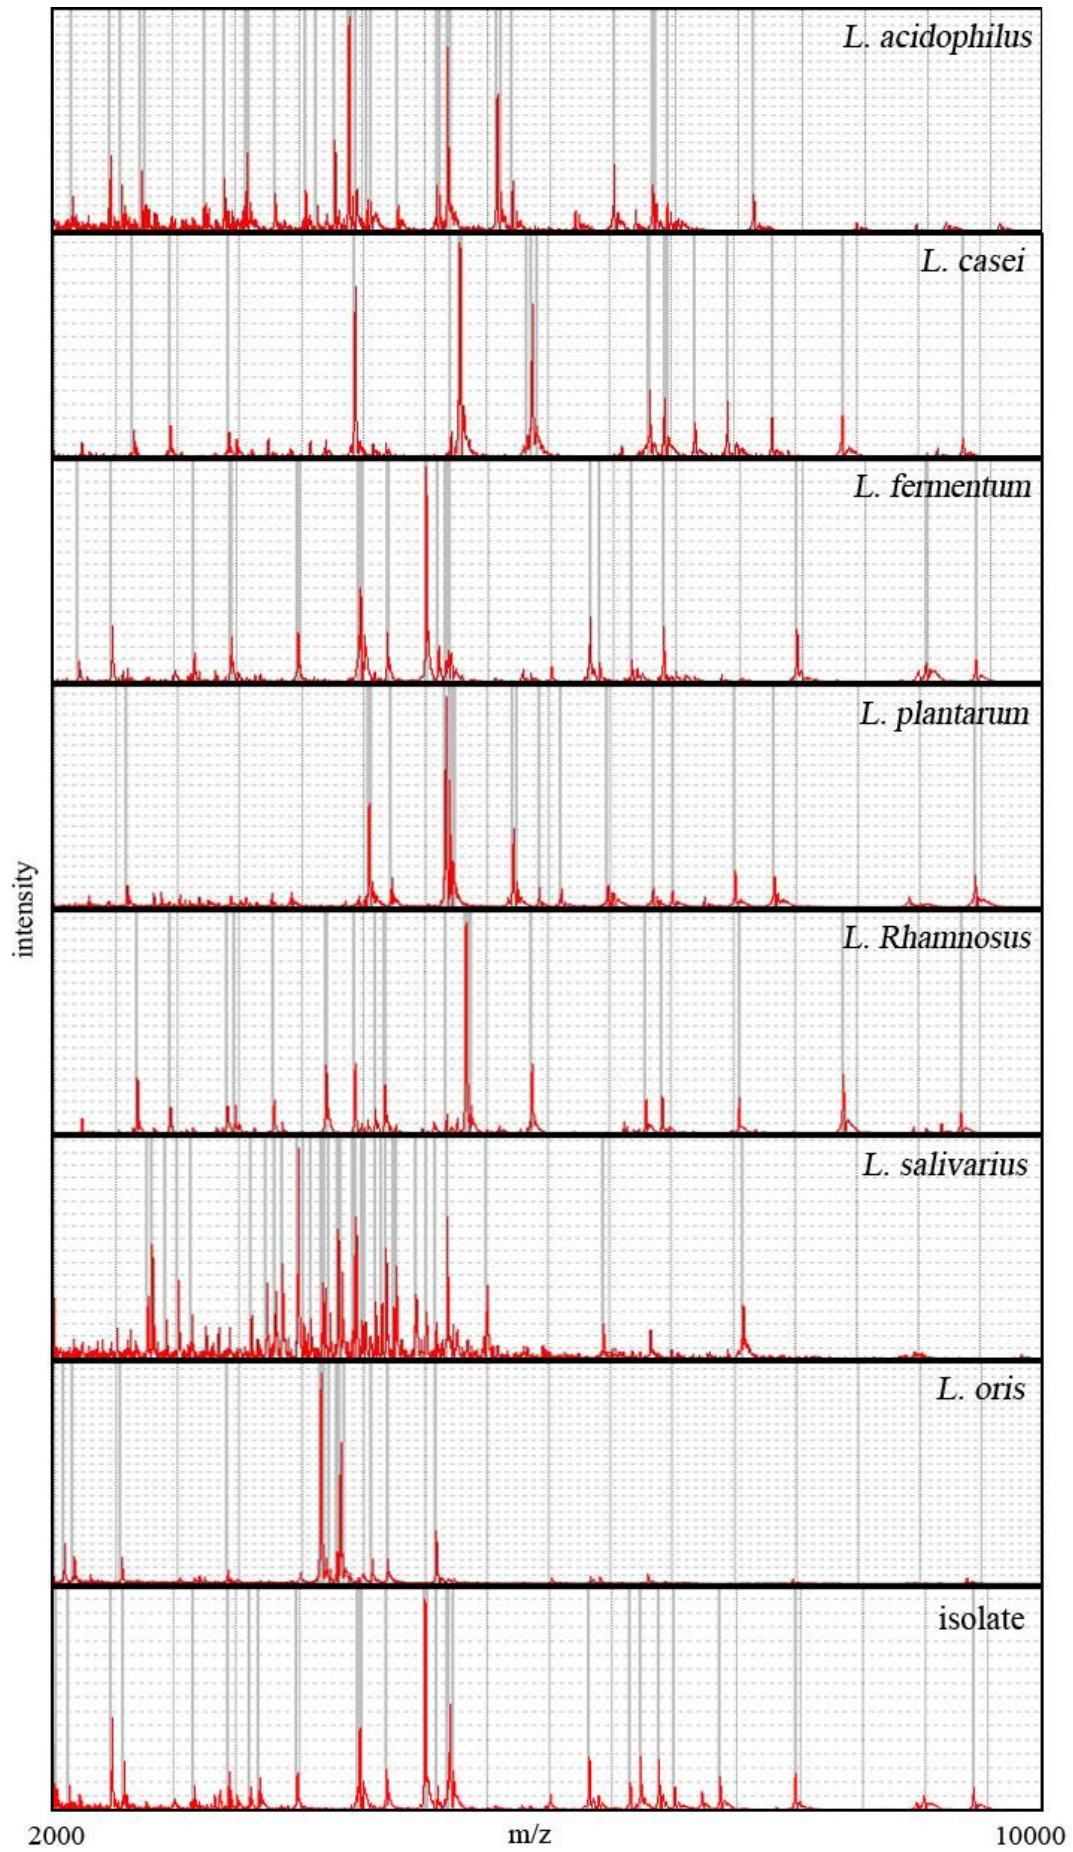 L. acidophilus
L. casei
L. fermentum
L. plantarum
intensity
L. Rhamnosus
L. salivarius
L. oris
isolate
2000 m/z 10000